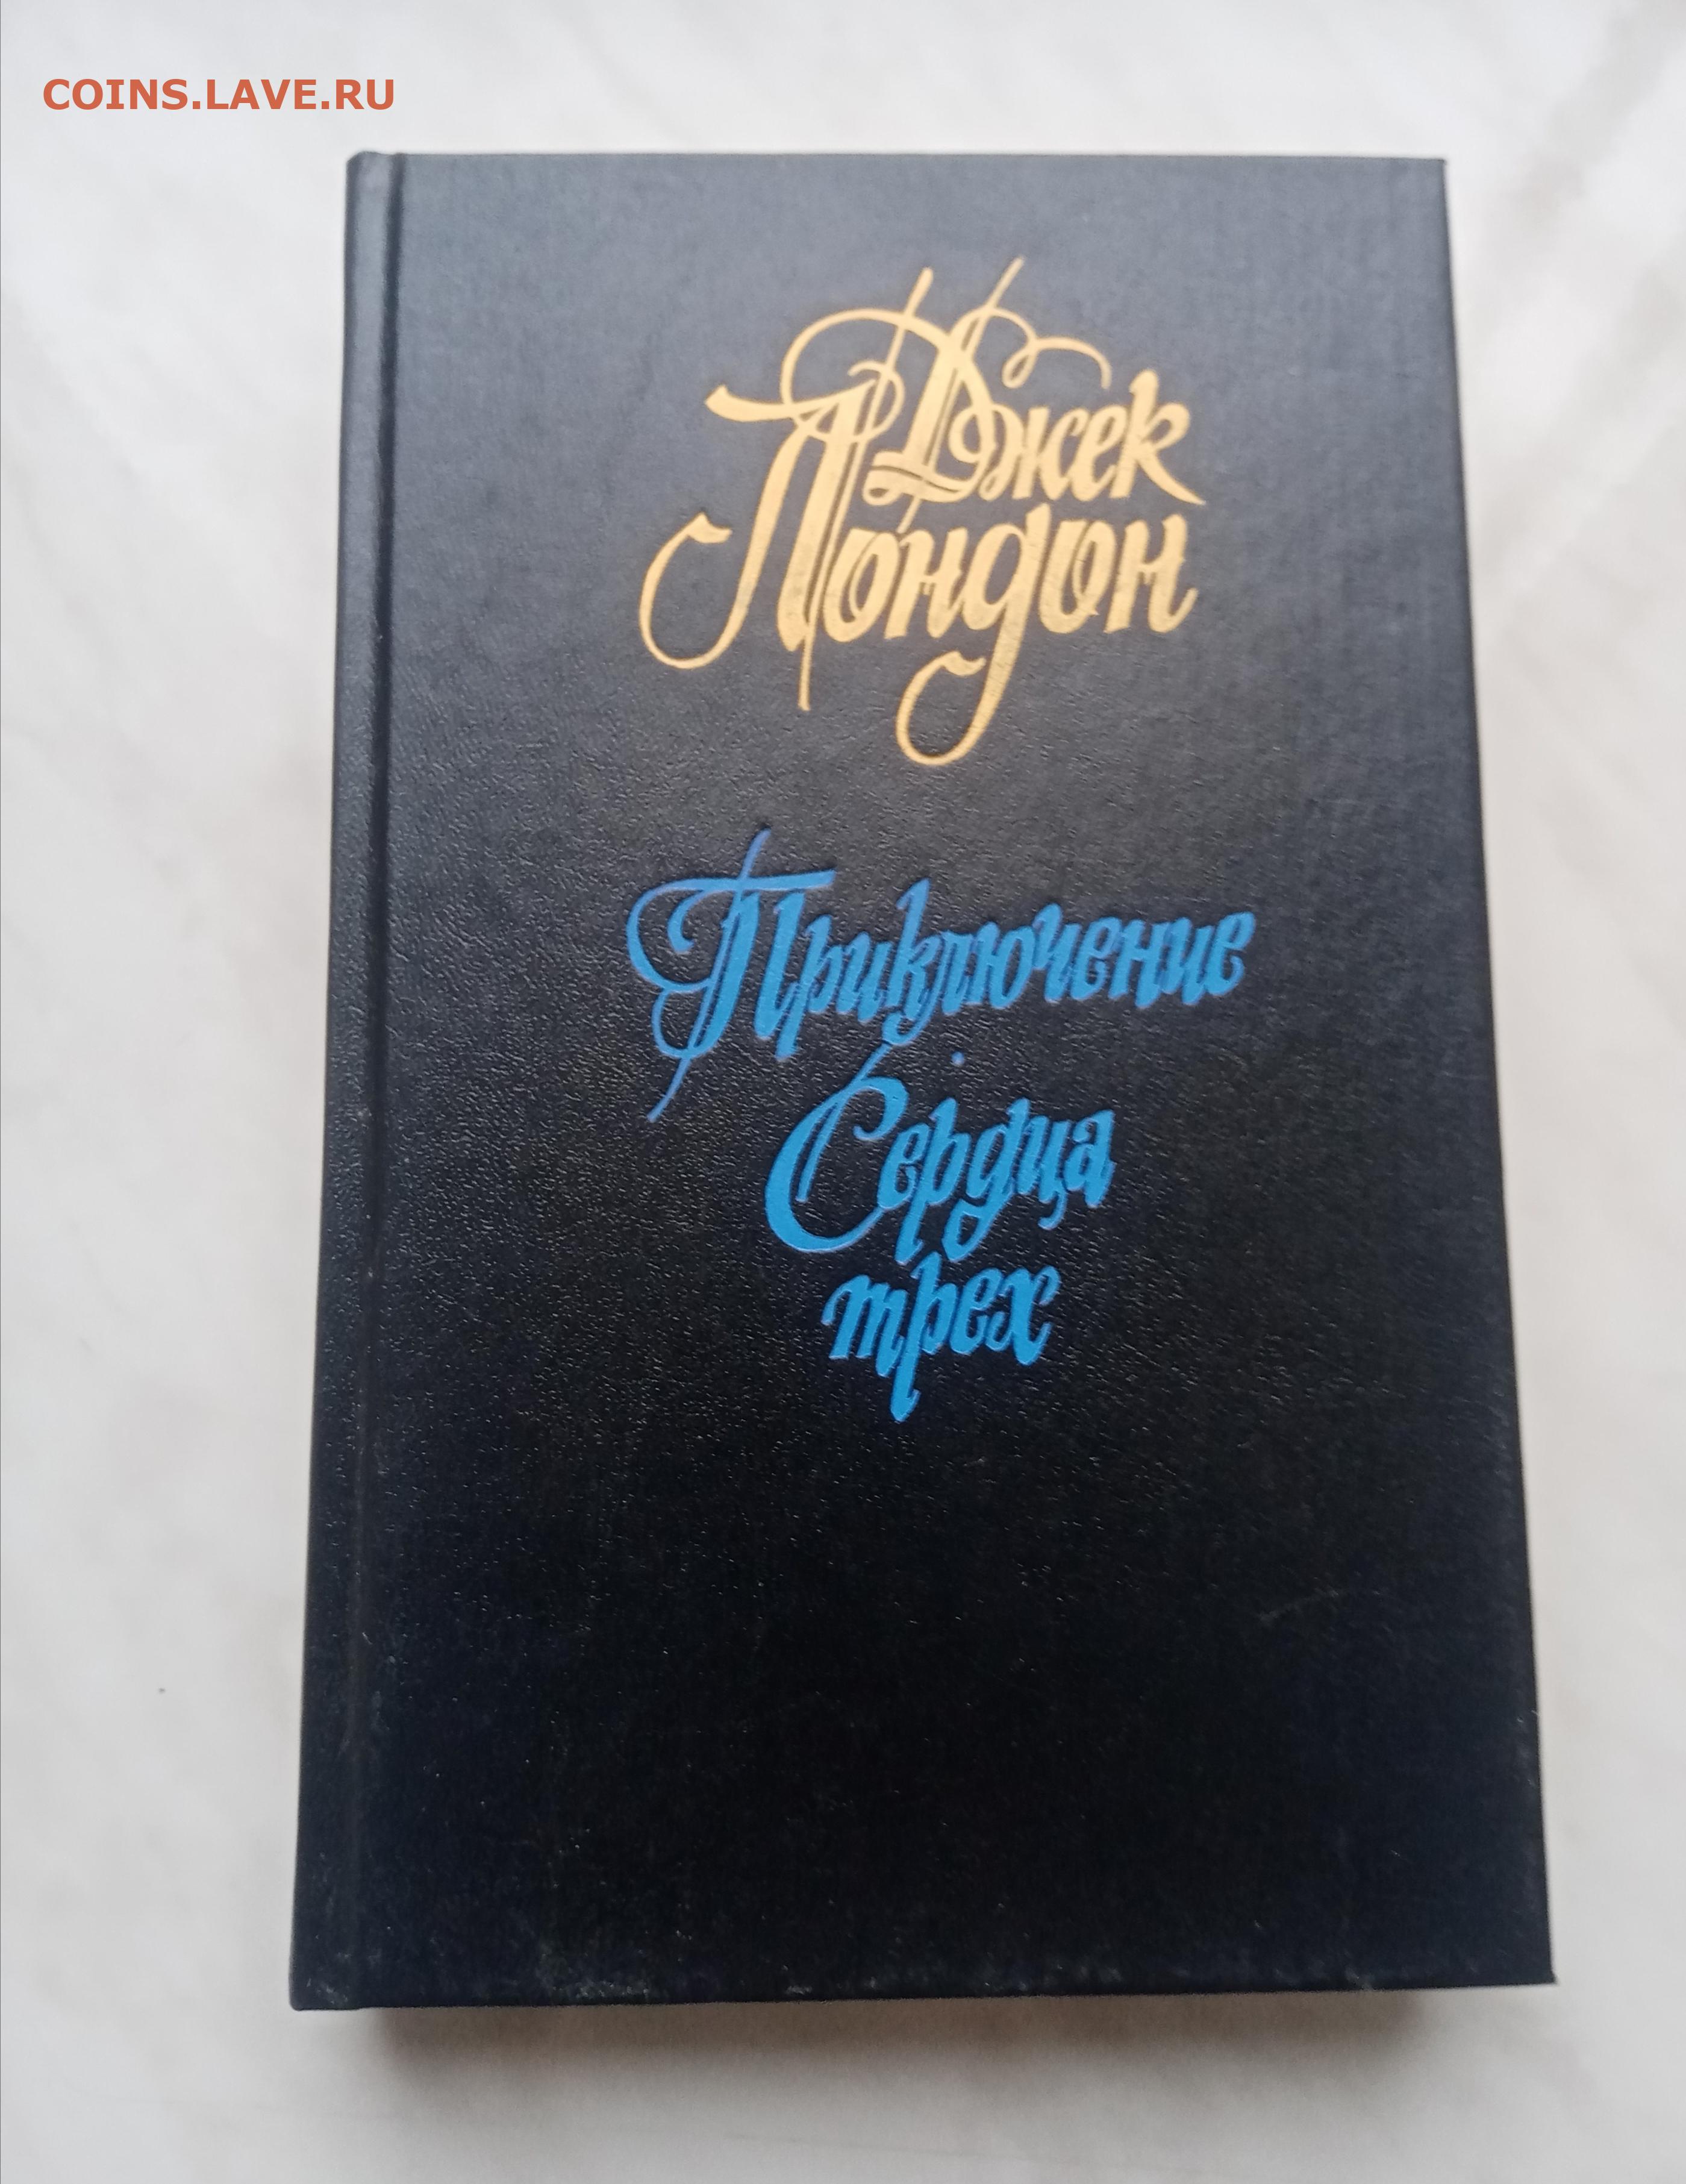 COINS.LAVE.RU
Джек
Лондон
Приключение
Сердца
трех